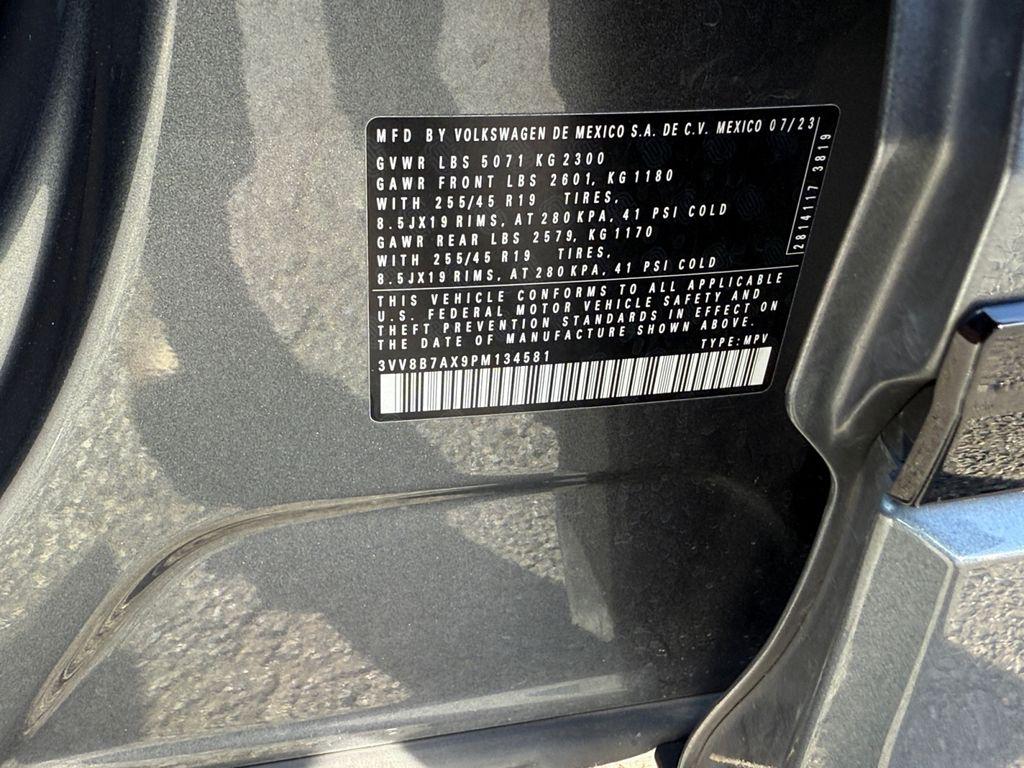 MFD BY VOLKSWAGEN DE MEXICO S.A. DE C.V. MEXICO 07/23
GVWR LBS 5071 KG 2300
GAWR FRONT LBS 2601, KG 1180
WITH 255/45 R19 TIRES,
8.5JX19 RIMS, AT 280 KPA, 41 PSI COLD
GAWR REAR LBS 2579, KG 1170
WITH 255/45 R19 TIRES,
8.5JX19 RIMS, AT 280 KPA, 41 PSI COLD
THIS VEHICLE CONFORMS TO ALL APPLICABLE
U.S. FEDERAL MOTOR VEHICLE SAFETY AND
THEFT PREVENTION STANDARDS IN EFFECT ON
THE DATE OF MANUFACTURE SHOWN ABOVE.
3VV8B7AX9PM134581 TYPE: MPV
2814117 3819